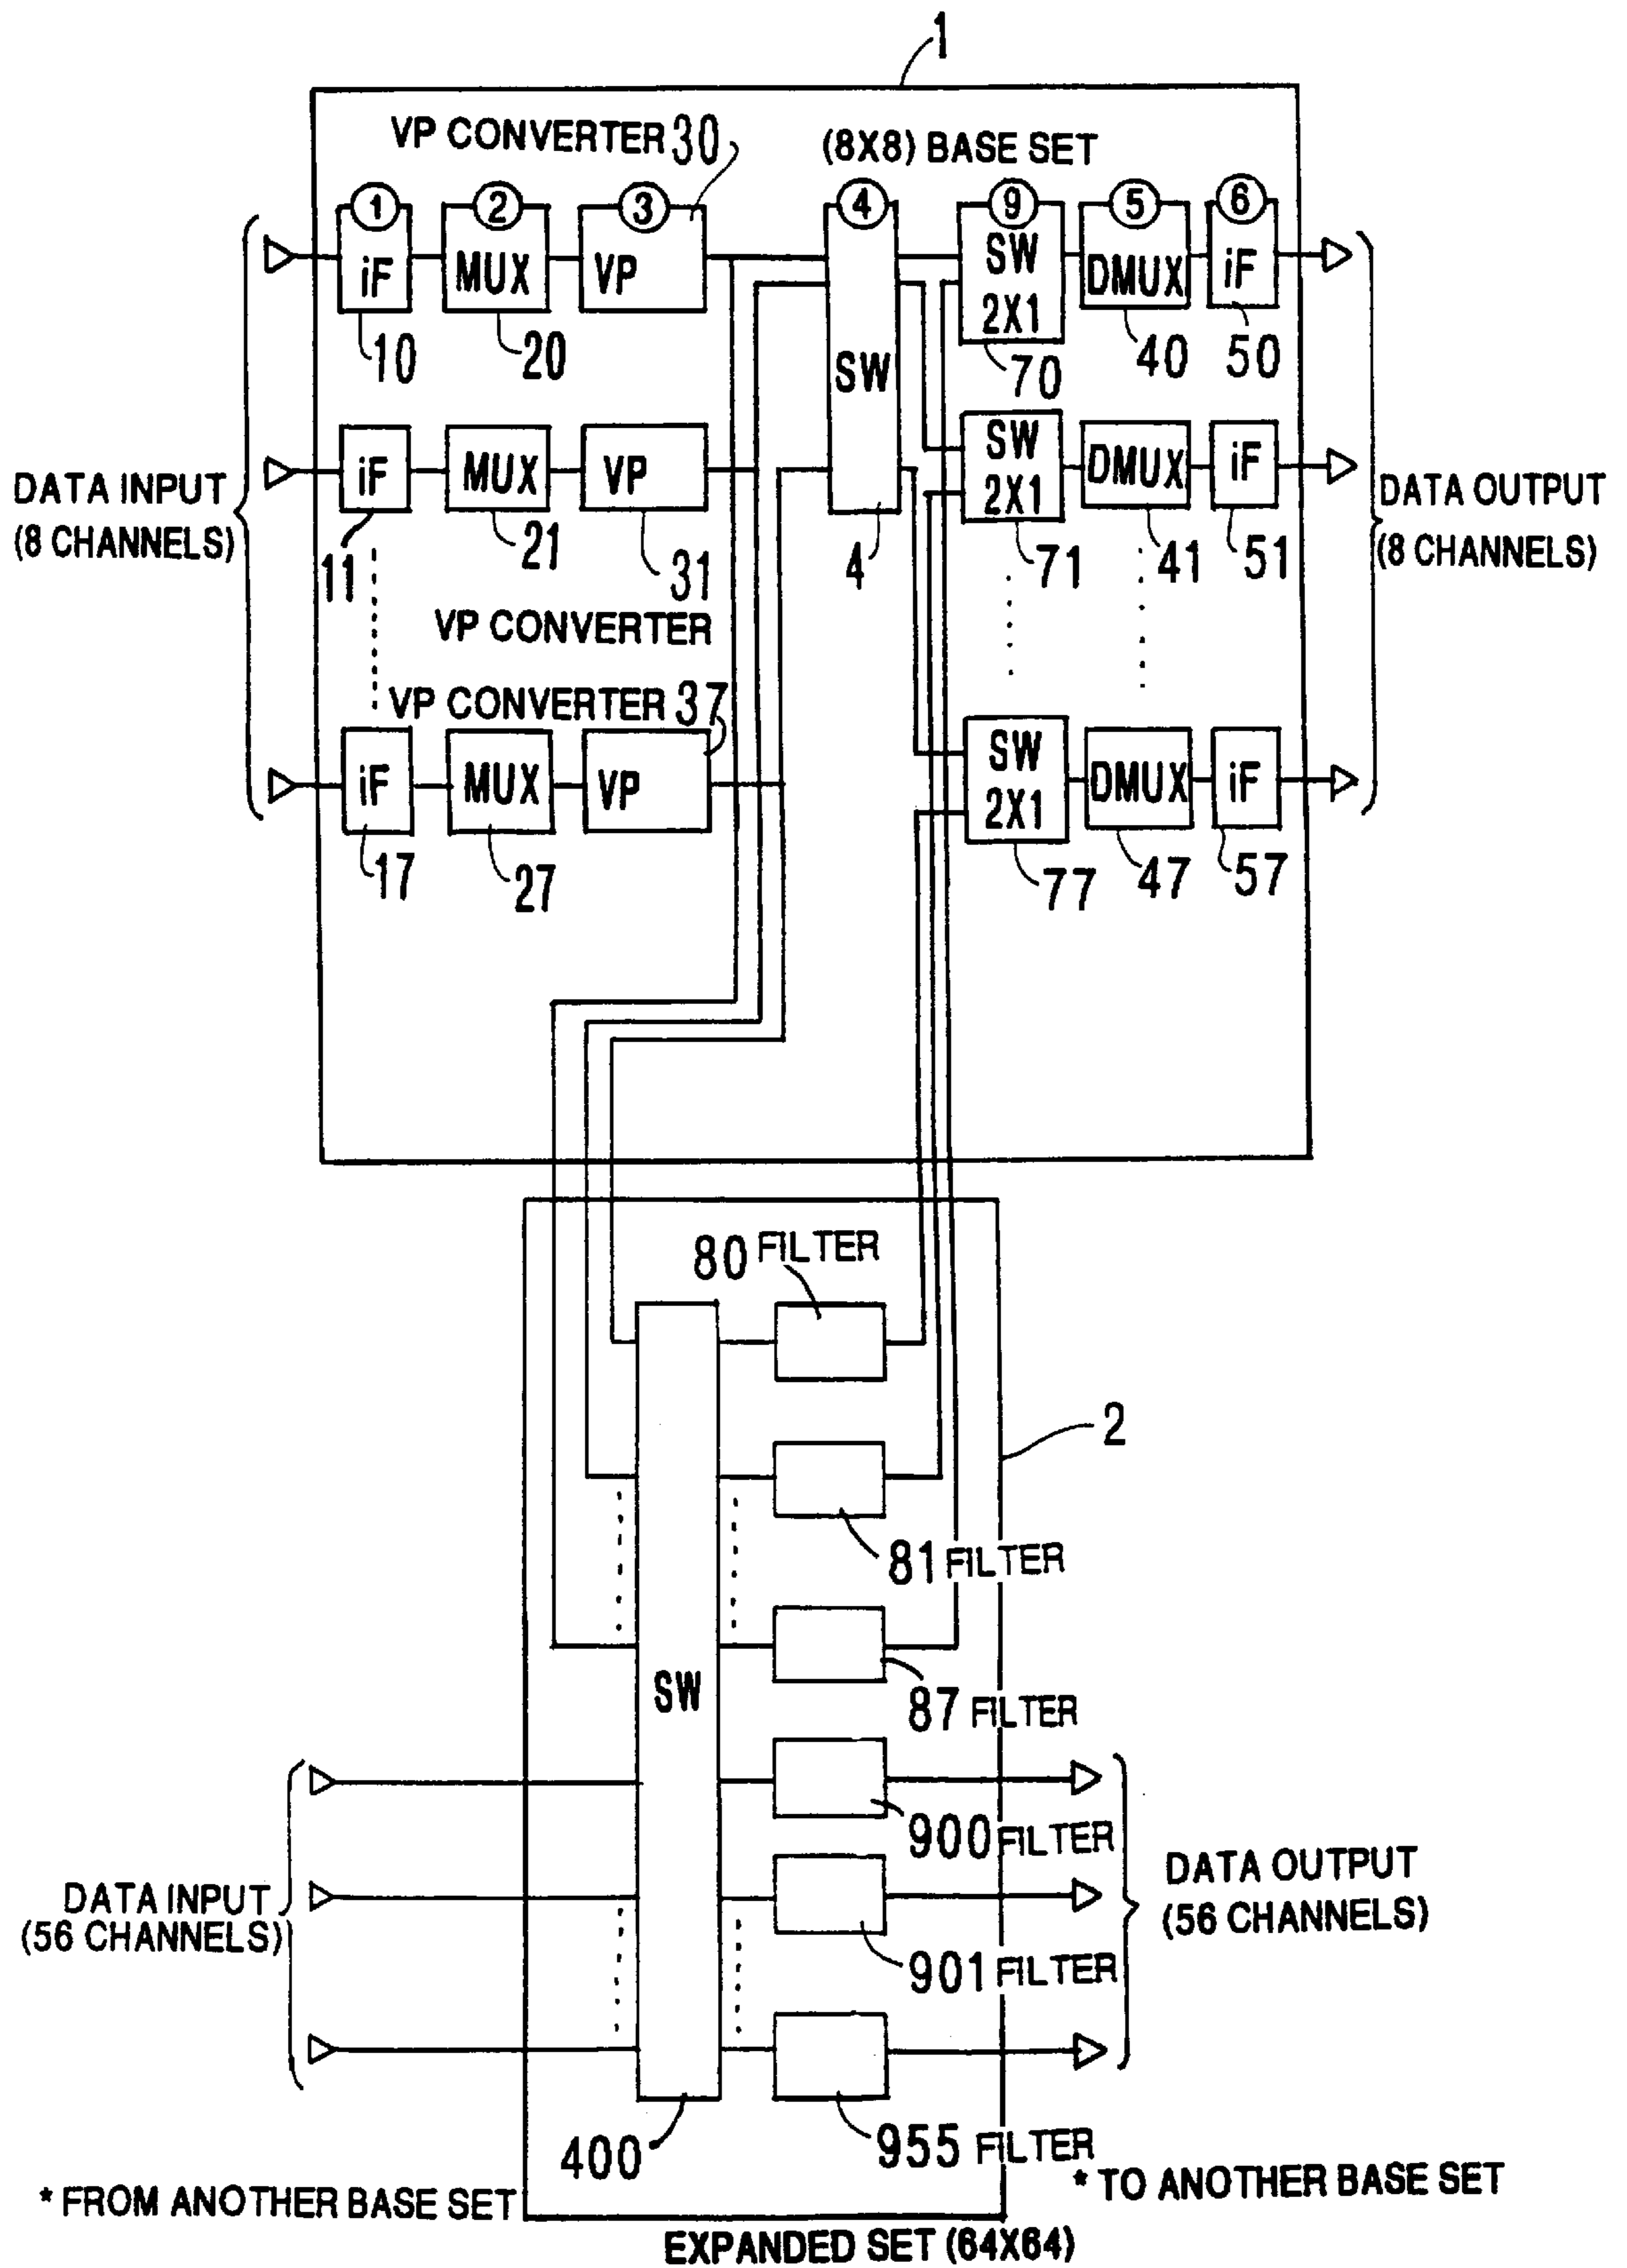 1
VP CONVERTER 30
(8X8) BASE SET
① ② ③ ④ ⑨ ⑤ ⑥
iF MUX VP SW SW 2X1 DMUX iF
10 20 4 70 40 50
DATA INPUT
(8 CHANNELS)
iF MUX VP SW 2X1 DMUX iF
11 21 31 71 41 51
DATA OUTPUT
(8 CHANNELS)
VP CONVERTER
VP CONVERTER 37
iF MUX VP SW 2X1 DMUX iF
17 27 77 47 57
80 FILTER
2
81 FILTER
SW
87 FILTER
900 FILTER
DATA INPUT
(56 CHANNELS)
DATA OUTPUT
(56 CHANNELS)
901 FILTER
400
955 FILTER
* FROM ANOTHER BASE SET
* TO ANOTHER BASE SET
EXPANDED SET (64X64)